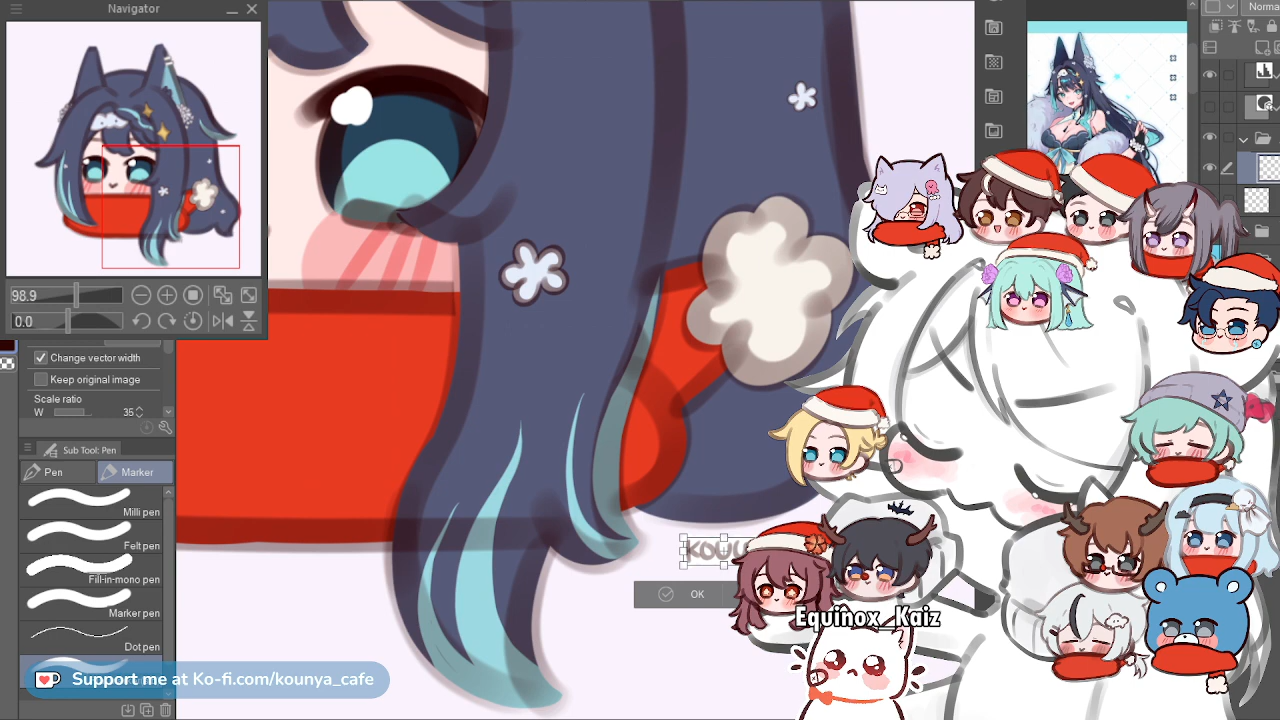 Navigator
98.9
0.0
Norma
Change vector width
Keep original image
Scale ratio
W
35
Sub Tool: Pen
Pen
Marker
Milli pen
Felt pen
Fill-in-mono pen
Marker pen
Dot pen
OK
Equinox_Kaiz
Support me at Ko-fi.com/kounya_cafe